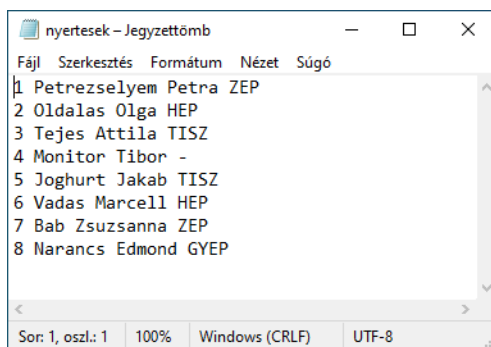 nyertesek – Jegyzettömb
Fájl Szerkesztés Formátum Nézet Súgó
1 Petrezselyem Petra ZEP
2 Oldalas Olga HEP
3 Tejes Attila TISZ
4 Monitor Tibor -
5 Joghurt Jakab TISZ
6 Vadas Marcell HEP
7 Bab Zsuzsanna ZEP
8 Narancs Edmond GYEP
Sor: 1, oszl.: 1 100% Windows (CRLF) UTF-8